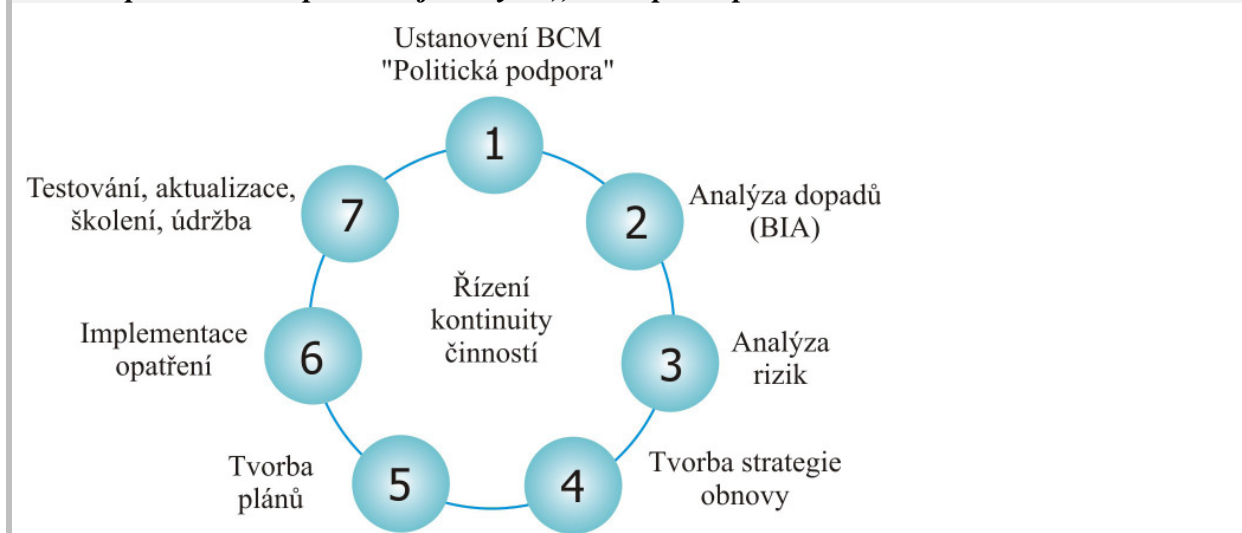 Ustanovení BCM
"Politická podpora"
1
Testování, aktualizace,
školení, údržba
7
2
Analýza dopadů
(BIA)
Řízení
kontinuity
činností
Implementace
opatření
6
3
Analýza
rizik
Tvorba
plánů
5
4
Tvorba strategie
obnovy